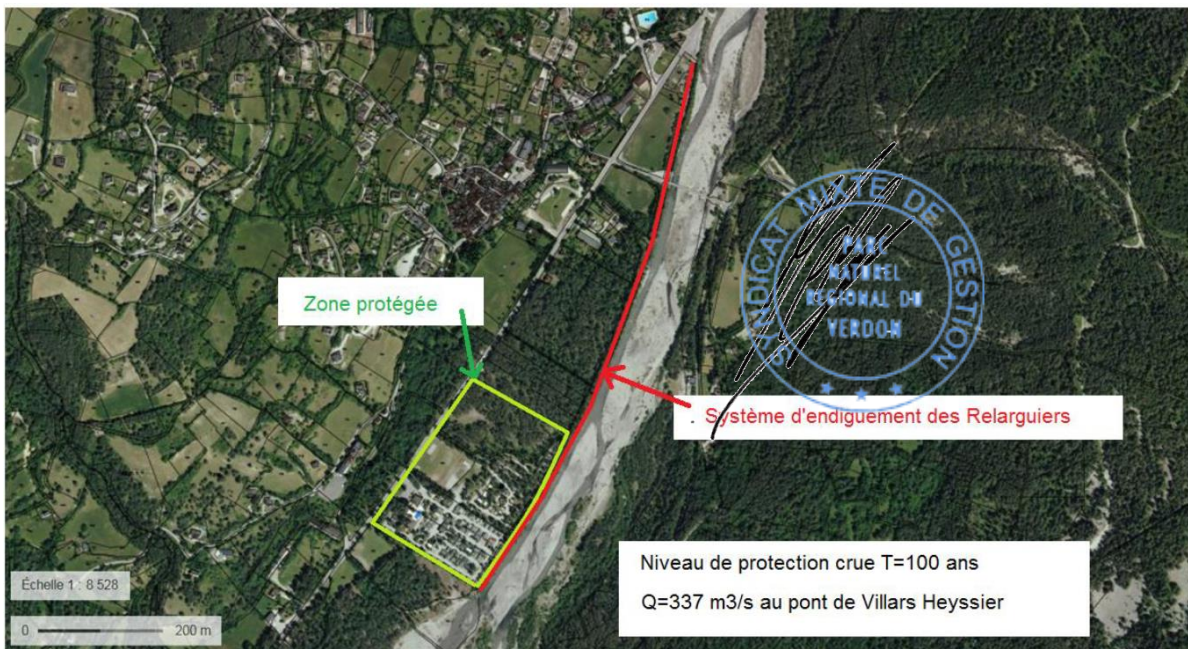 Zone protégée
SYNDICAT MIXTE DE GESTION
PARC
NATUREL
REGIONAL DU
VERDON
. Système d'endiguement des Relarguiers
Niveau de protection crue T=100 ans
Q=337 m3/s au pont de Villars Heyssier
Échelle 1 : 8 528
0 200 m